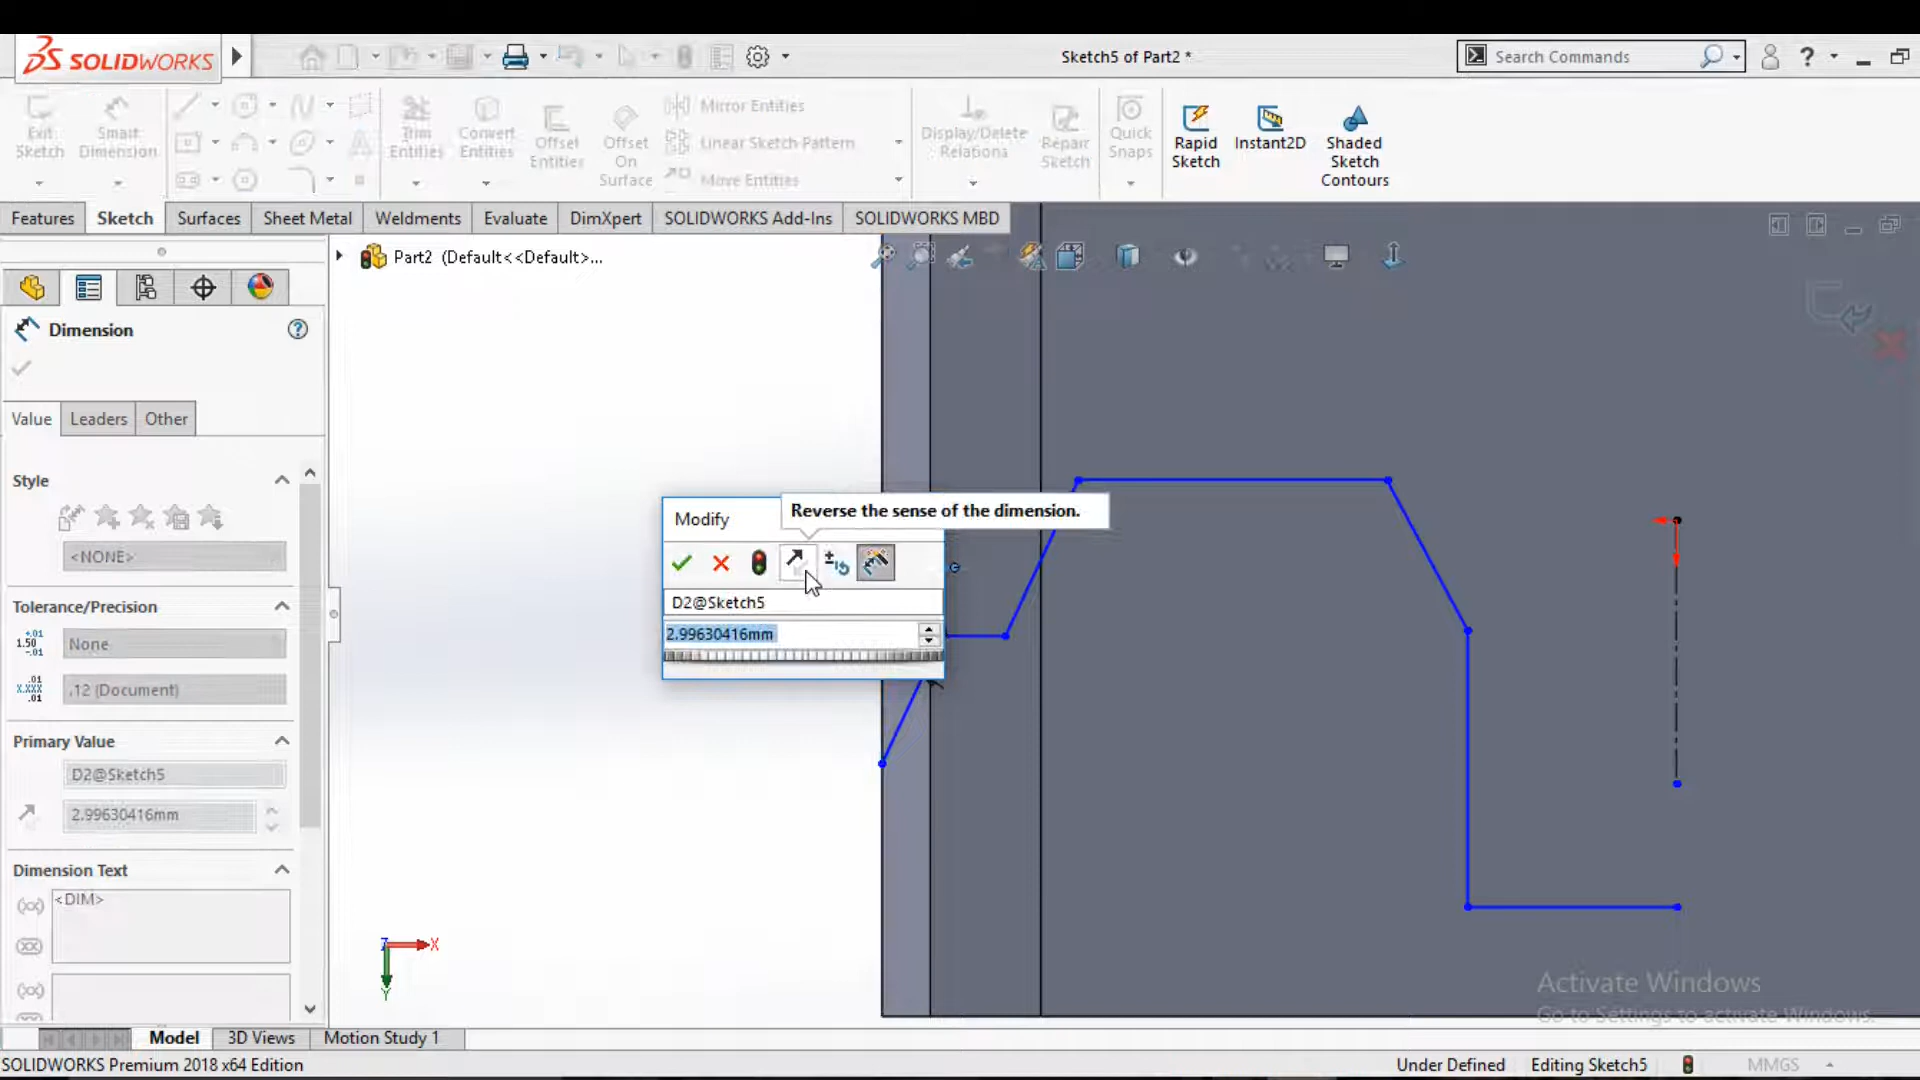 SOLIDWORKS
Sketch5 of Part2 *
Search Commands
?
Exit Sketch
Smart Dimension
Trim Entities
Convert Entities
Offset Entities
Offset On Surface
Mirror Entities
Linear Sketch Pattern
Move Entities
Display/Delete Relations
Repair Sketch
Quick Snaps
Rapid Sketch
Instant2D
Shaded Sketch Contours
Features
Sketch
Surfaces
Sheet Metal
Weldments
Evaluate
DimXpert
SOLIDWORKS Add-Ins
SOLIDWORKS MBD
Part2 (Default<<Default>...
Dimension
Value
Leaders
Other
Style
<NONE>
Tolerance/Precision
None
.12 (Document)
Primary Value
D2@Sketch5
2.99630416mm
Dimension Text
<DIM>
Modify
Reverse the sense of the dimension.
D2@Sketch5
2.99630416mm
Z
X
Y
Activate Windows
Go to Settings to activate Windows.
Model
3D Views
Motion Study 1
SOLIDWORKS Premium 2018 x64 Edition
Under Defined
Editing Sketch5
MMGS